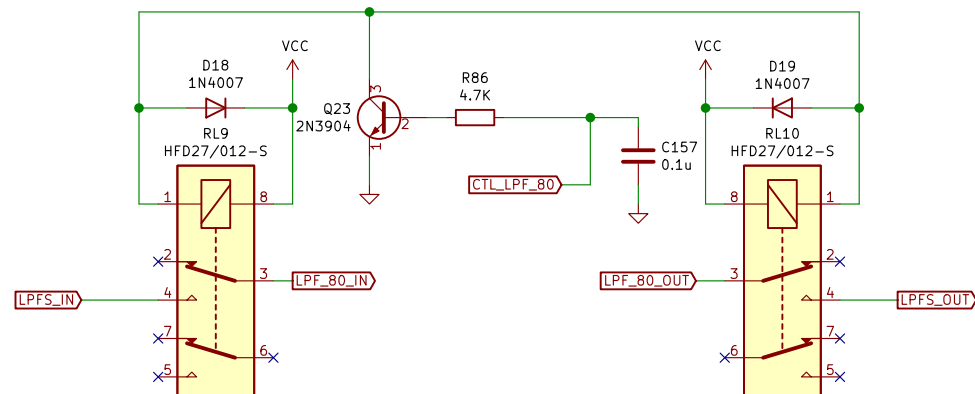 VCC
D18
1N4007
RL9
HFD27/012-S
1
8
2
3
4
7
6
5
LPFS_IN
LPF_80_IN
Q23
2N3904
3
2
1
R86
4.7K
CTL_LPF_80
C157
0.1u
VCC
D19
1N4007
RL10
HFD27/012-S
8
1
2
3
4
7
6
5
LPF_80_OUT
LPFS_OUT